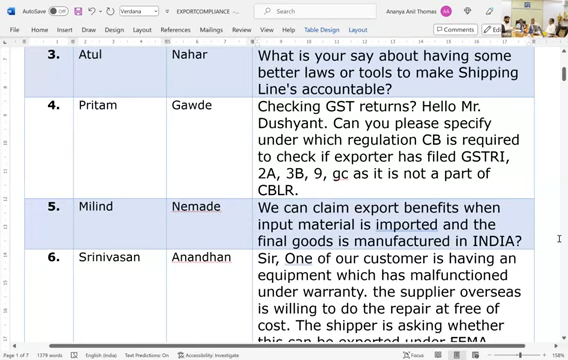 EXPORTCOMPLIANCE
Search
Ananya Anil Thomas AA
File Home Insert Draw Design Layout References Mailings Review View Help Table Design Layout
Comments
Verdana
3. Atul Nahar What is your say about having some
better laws or tools to make Shipping
Line's accountable?
4. Pritam Gawde Checking GST returns? Hello Mr.
Dushyant. Can you please specify
under which regulation CB is required
to check if exporter has filed GSTRI,
2A, 3B, 9, gc as it is not a part of
CBLR.
5. Milind Nemade We can claim export benefits when
input material is imported and the
final goods is manufactured in INDIA?
6. Srinivasan Anandhan Sir, One of our customer is having an
equipment which has malfunctioned
under warranty. the supplier overseas
is willing to do the repair at free of
cost. The shipper is asking whether
this can be exported under FEMA
Page 1 of 7 1379 words English (India) Text Predictions: On Accessibility: Investigate Focus 158%